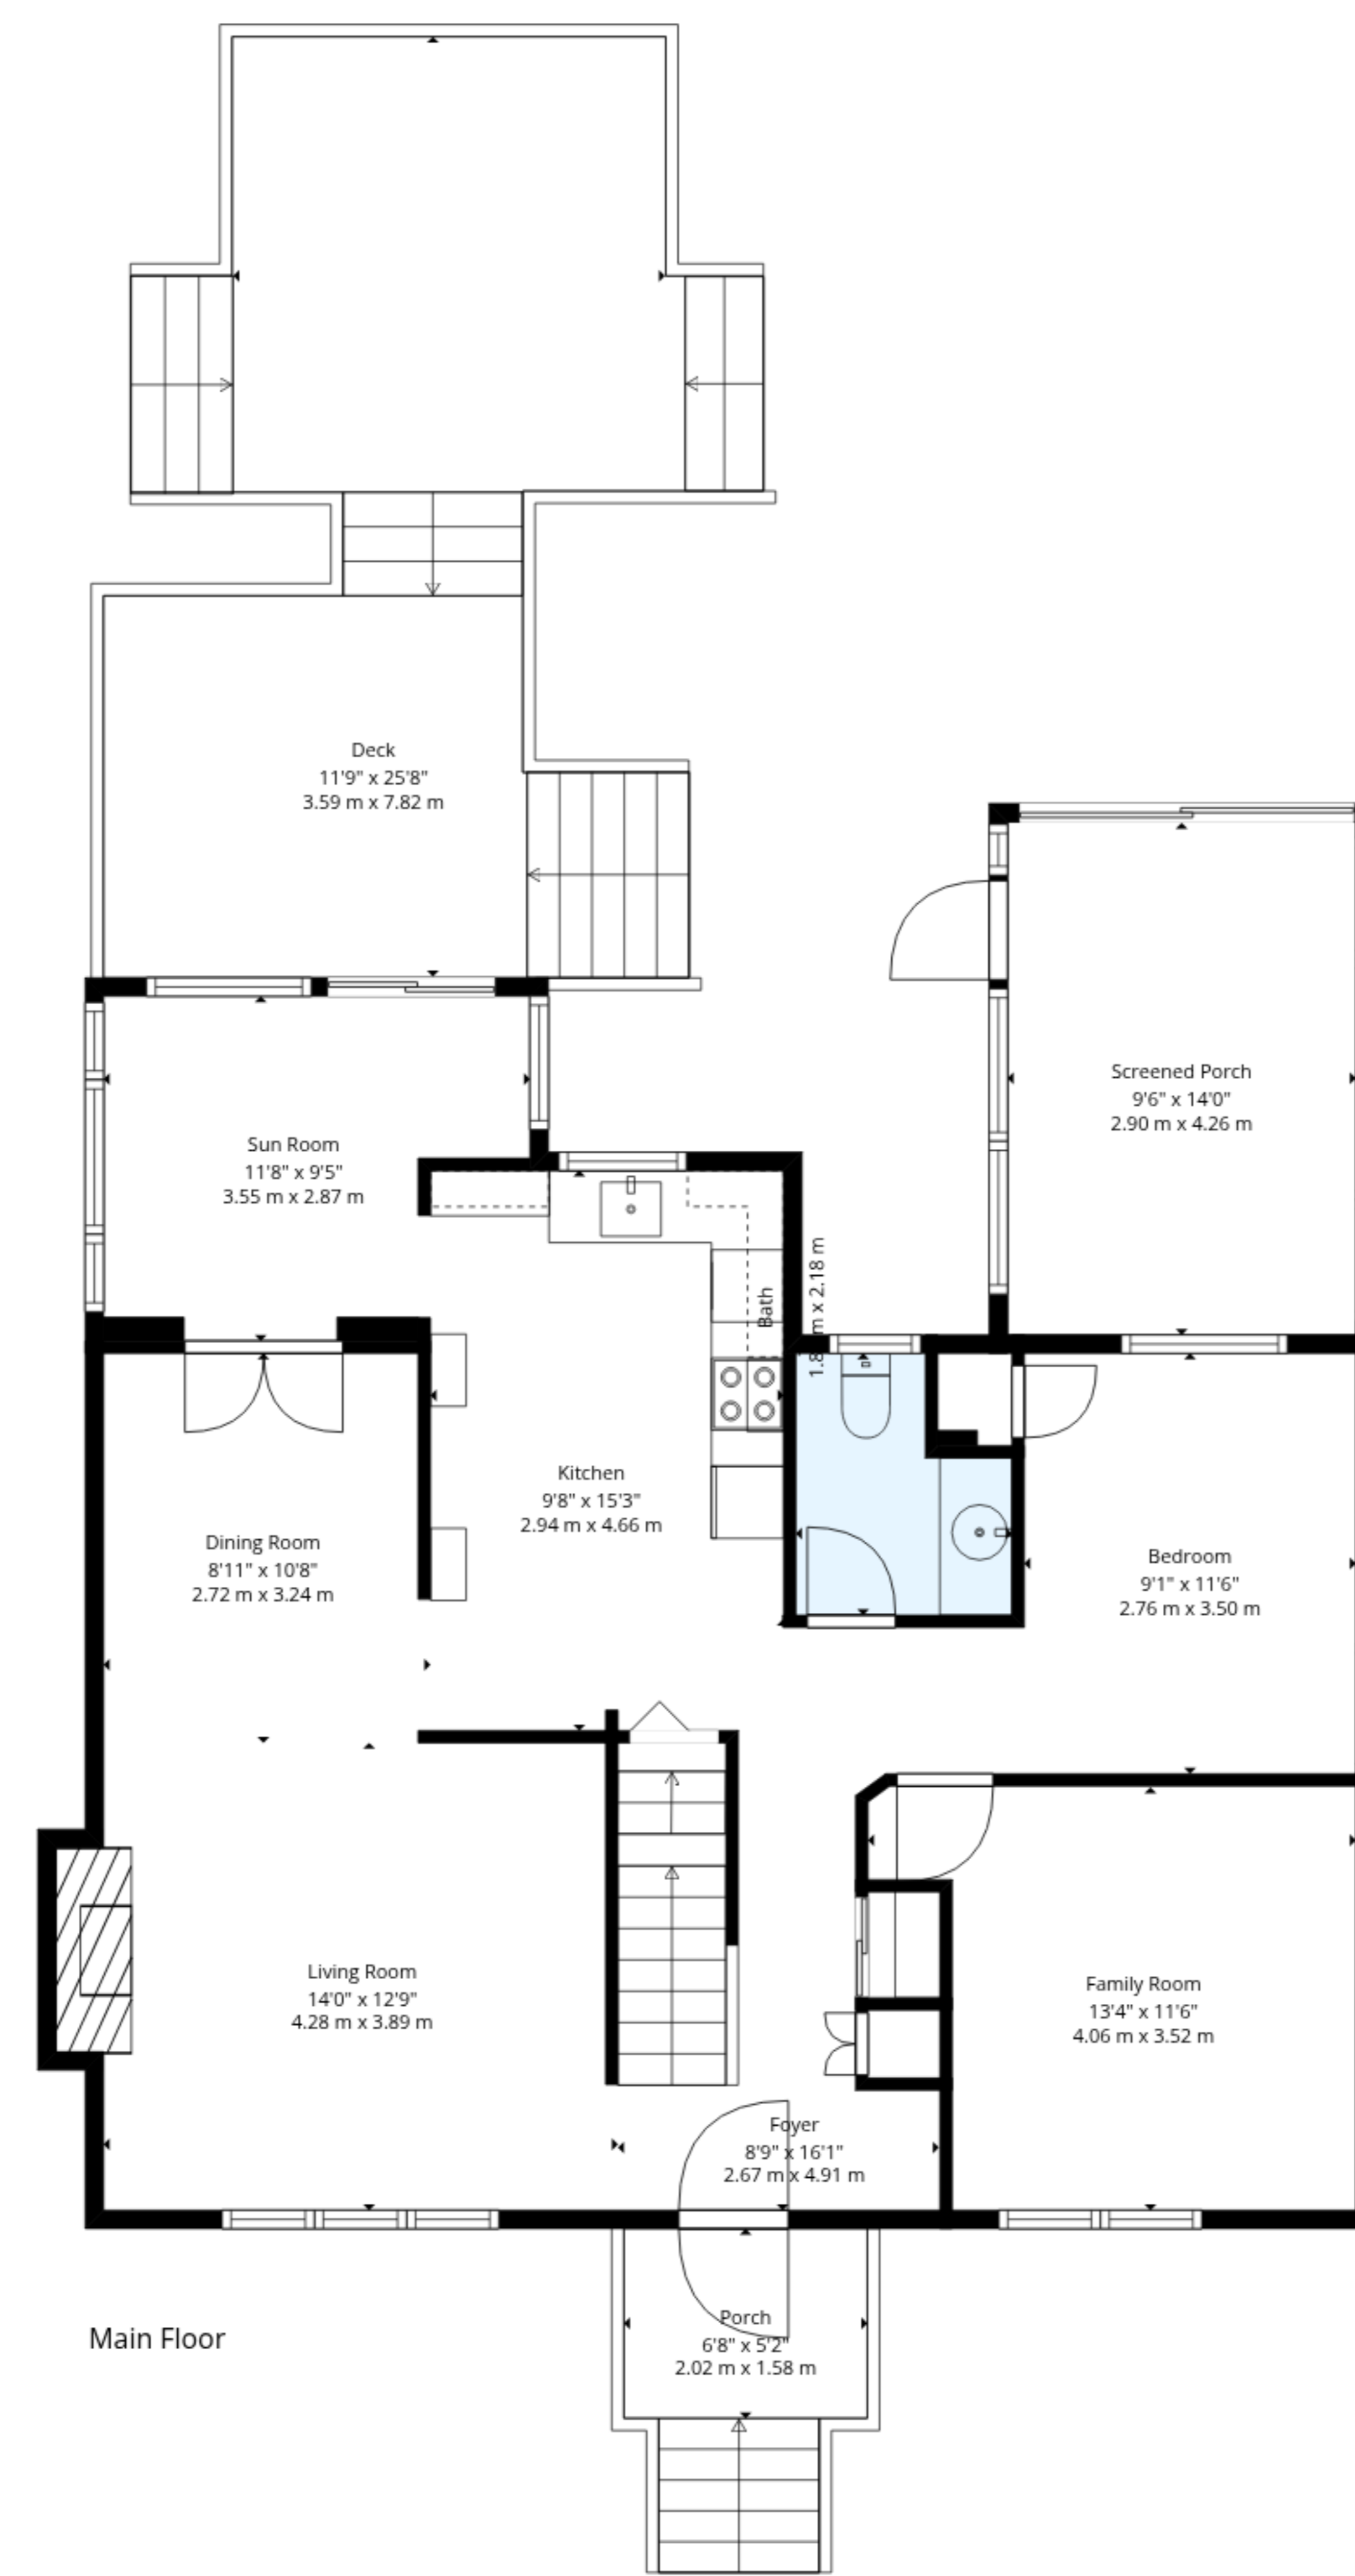 Deck
11'9" x 25'8"
3.59 m x 7.82 m
Screened Porch
9'6" x 14'0"
2.90 m x 4.26 m
Sun Room
11'8" x 9'5"
3.55 m x 2.87 m
Bath
m x 2.18 m
Kitchen
9'8" x 15'3"
2.94 m x 4.66 m
Dining Room
8'11" x 10'8"
2.72 m x 3.24 m
Bedroom
9'1" x 11'6"
2.76 m x 3.50 m
Living Room
14'0" x 12'9"
4.28 m x 3.89 m
Family Room
13'4" x 11'6"
4.06 m x 3.52 m
Foyer
8'9" x 16'1"
2.67 m x 4.91 m
Porch
6'8" x 5'2"
2.02 m x 1.58 m
Main Floor